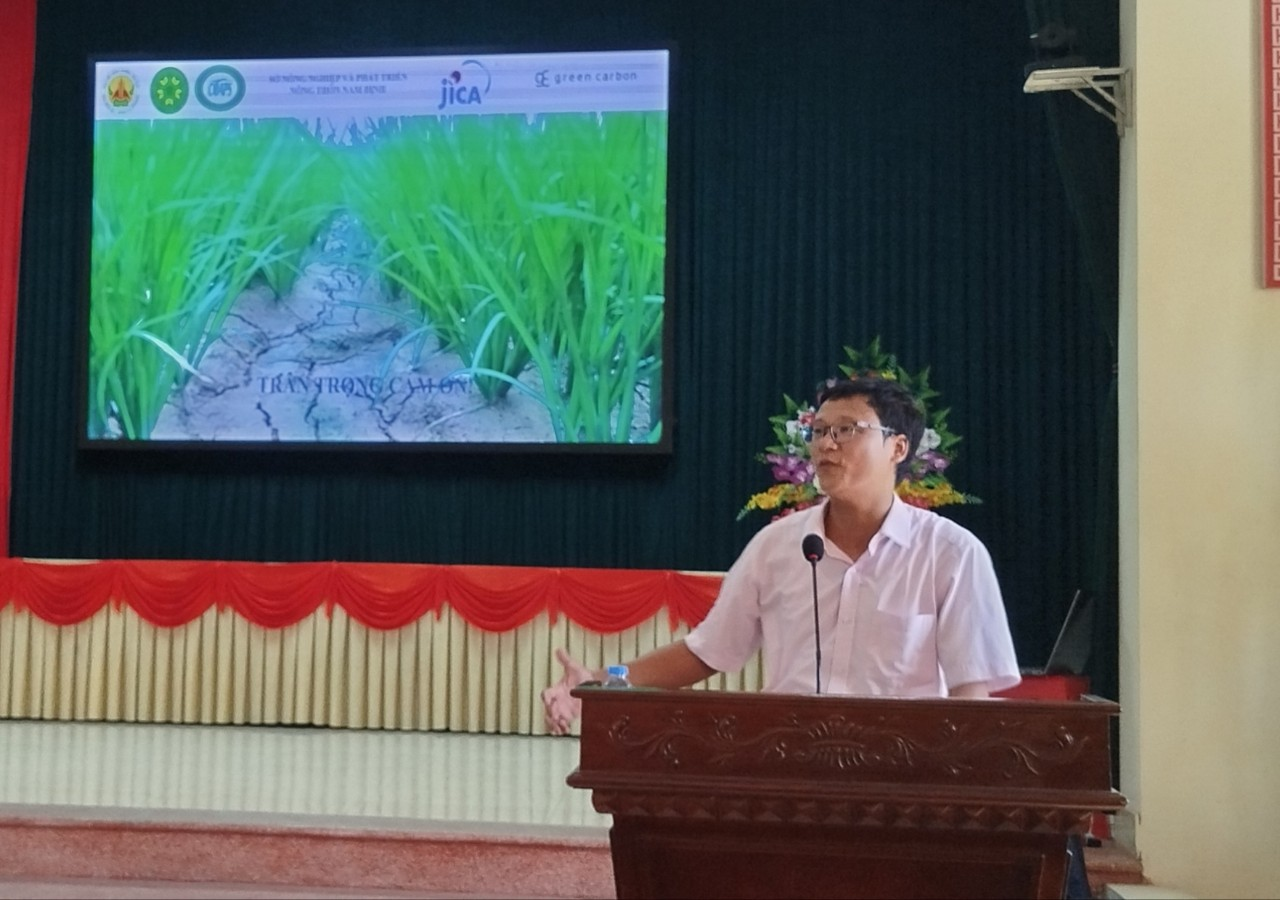 SỞ NÔNG NGHIỆP VÀ PHÁT TRIỂN
NÔNG THÔN NAM ĐỊNH
jICA
green carbon
TRÂN TRỌNG CẢM ƠN!